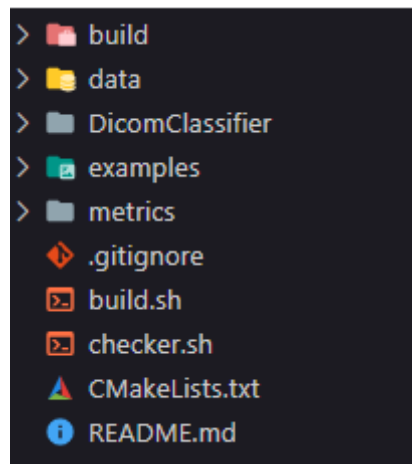 build
data
DicomClassifier
examples
metrics
.gitignore
build.sh
checker.sh
CMakeLists.txt
README.md